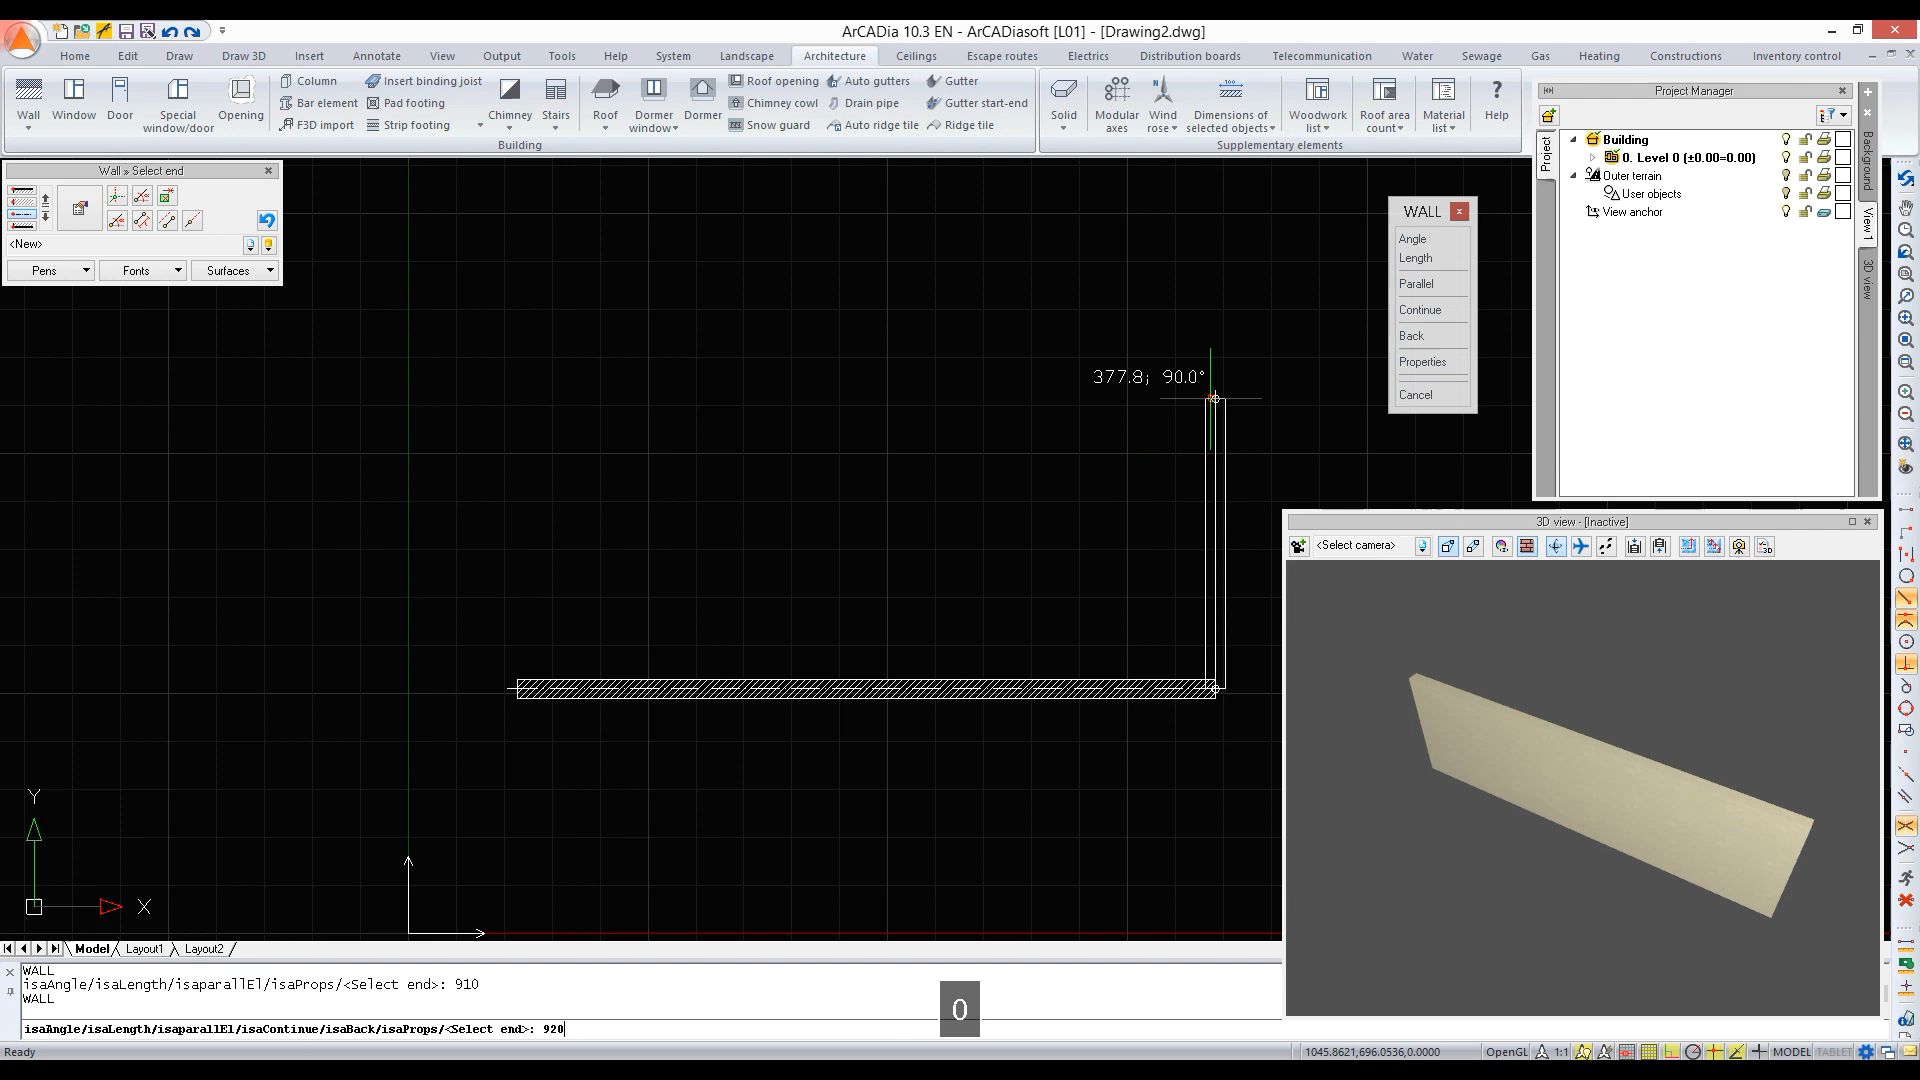 ArCADia 10.3 EN - ArCADiasoft [L01] - [Drawing2.dwg]
Home Edit Draw Draw 3D Insert Annotate View Output Tools Help System Landscape Architecture Ceilings Escape routes Electrics Distribution boards Telecommunication Water Sewage Gas Heating Constructions Inventory control
Wall
Window
Door
Special window/door
Opening
Column
Bar element
F3D import
Insert binding joist
Pad footing
Strip footing
Chimney
Stairs
Roof
Dormer window
Dormer
Roof opening
Chimney cowl
Snow guard
Auto gutters
Drain pipe
Auto ridge tile
Gutter
Gutter start-end
Ridge tile
Building
Solid
Modular axes
Wind rose
Dimensions of selected objects
Woodwork list
Roof area count
Material list
Help
Supplementary elements
Project Manager
Project
Building
0. Level 0 (±0.00=0.00)
Outer terrain
User objects
View anchor
Background
View 1
3D view
Wall » Select end
<New>
Pens Fonts Surfaces
WALL
Angle
Length
Parallel
Continue
Back
Properties
Cancel
377.8; 90.0°
3D view - [Inactive]
<Select camera>
3D
Y
X
Model Layout1 Layout2
WALL
isaAngle/isaLength/isaparallEl/isaProps/<Select end>: 910
WALL
isaAngle/isaLength/isaparallEl/isaContinue/isaBack/isaProps/<Select end>: 920
0
Ready
1045.8621,696.0536,0.0000 OpenGL 1:1 MODEL TABLET